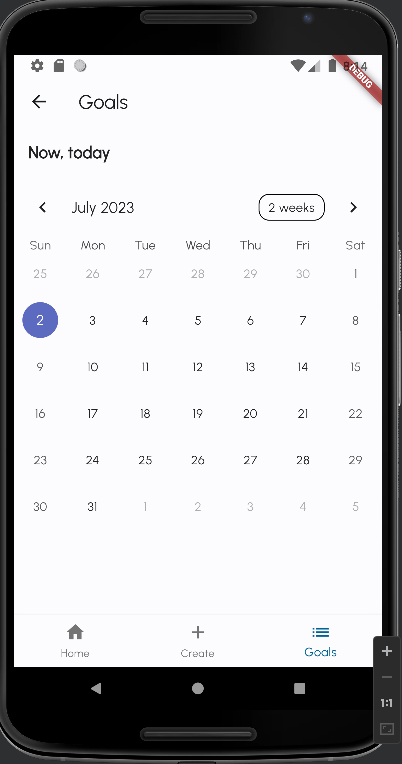 8:14
DEBUG
Goals
Now, today
July 2023
2 weeks
Sun Mon Tue Wed Thu Fri Sat
25 26 27 28 29 30 1
2 3 4 5 6 7 8
9 10 11 12 13 14 15
16 17 18 19 20 21 22
23 24 25 26 27 28 29
30 31 1 2 3 4 5
Home Create Goals
1:1